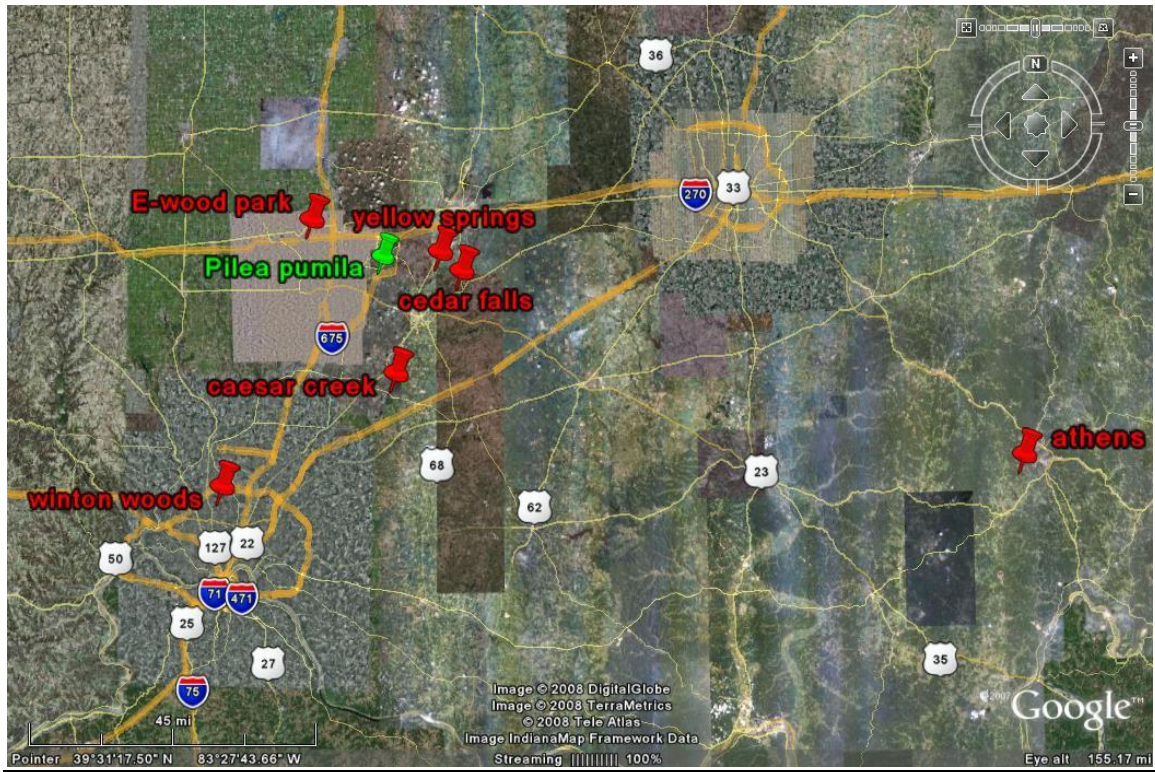 36
N
270
33
E-wood park
yellow springs
Pilea pumila
cedar falls
675
caesar creek
athens
68
23
winton woods
62
50
127
22
71
471
25
27
35
75
45 mi
Image © 2008 DigitalGlobe
Image © 2008 TerraMetrics
© 2008 Tele Atlas
Image IndianaMap Framework Data
©2007 Google™
Pointer 39°31'17.50" N 83°27'43.66" W
Streaming |||||||||| 100%
Eye alt 155.17 mi